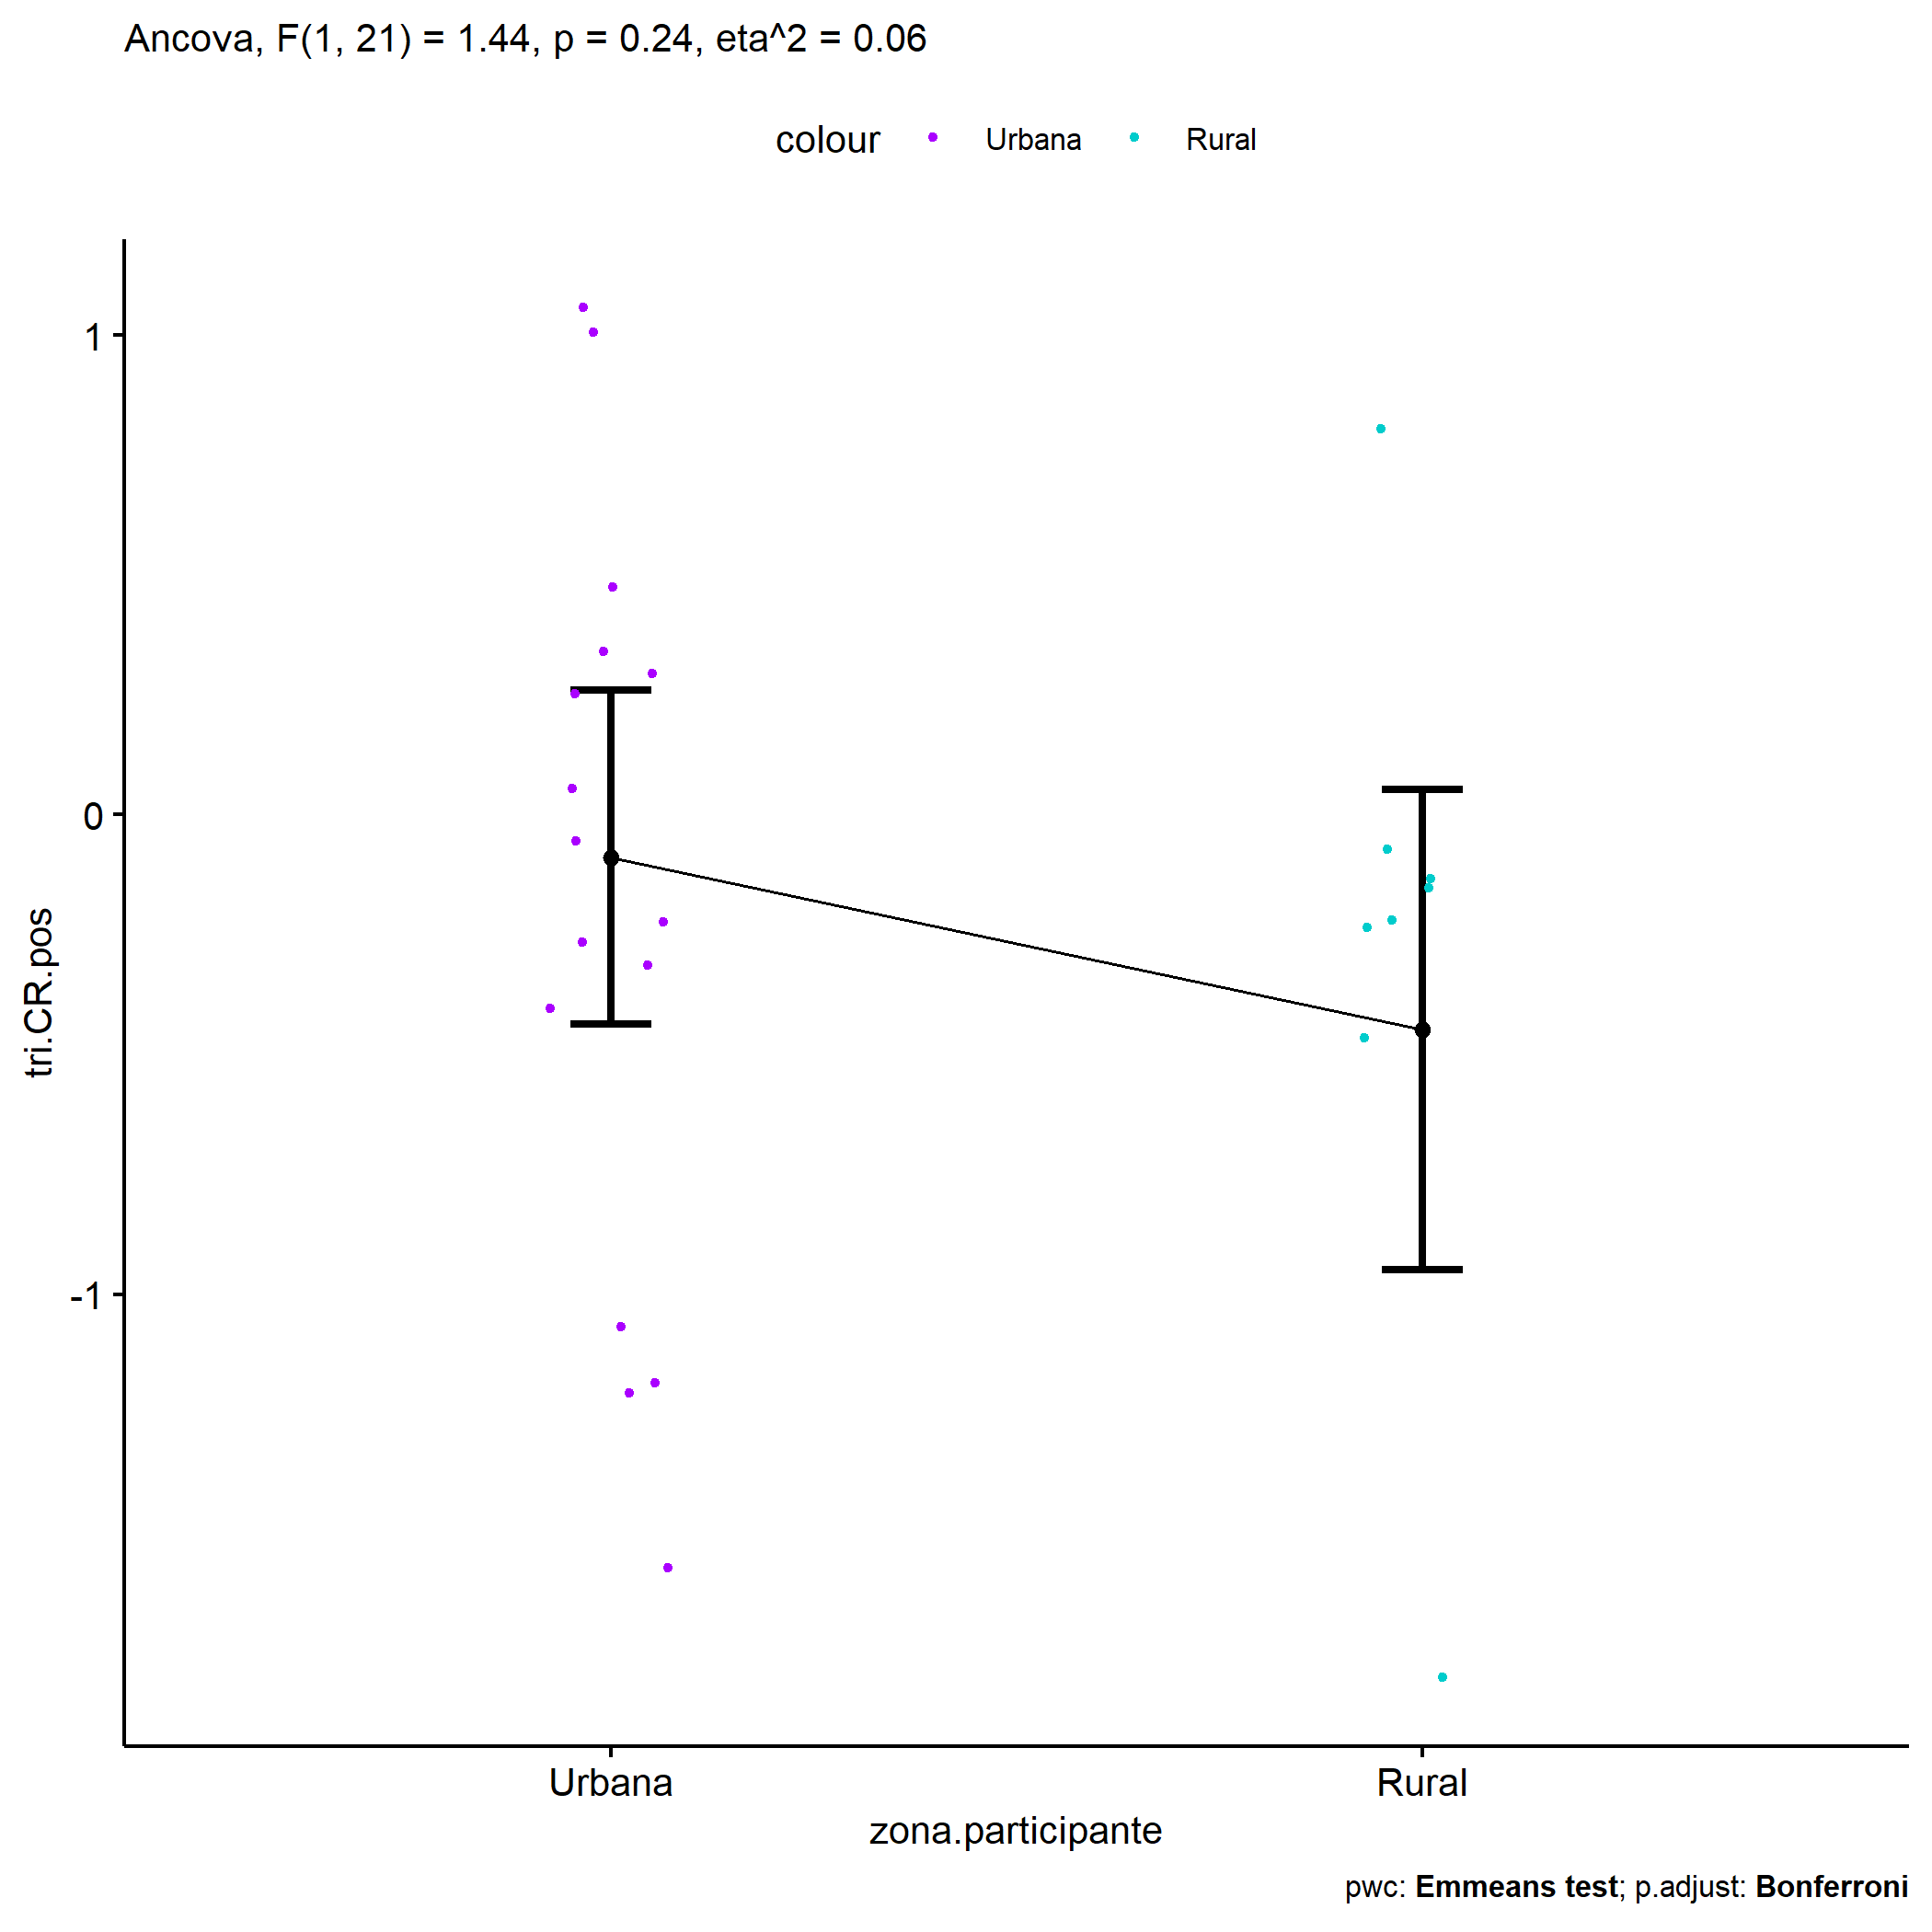 Ancova, F(1, 21) = 1.44, p = 0.24, eta^2 = 0.06
colour Urbana Rural
1
0
-1
tri.CR.pos
Urbana Rural
zona.participante
pwc: Emmeans test; p.adjust: Bonferroni